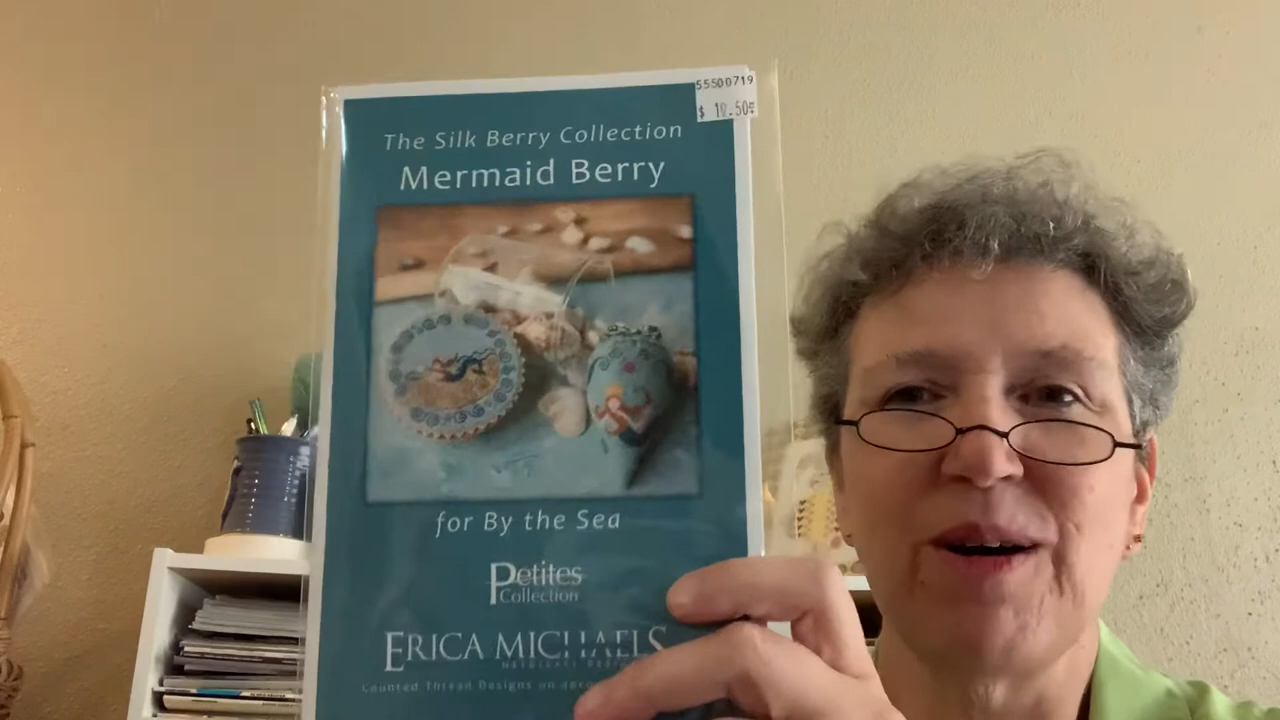 55500719
$ 10.50
The Silk Berry Collection
Mermaid Berry
for By the Sea
Petites
Collection
ERICA MICHAELS
Counted Thread Designs on